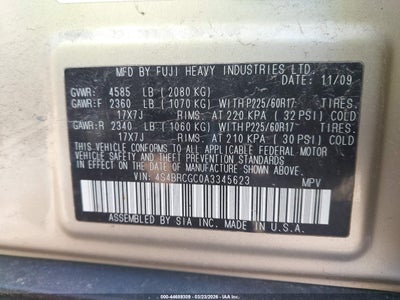 MFD BY FUJI HEAVY INDUSTRIES LTD.
DATE: 11/09
GVWR: 4585 LB (2080 KG)
GAWR:F 2360 LB (1070 KG) WITH P225/60R17 TIRES.
17X7J RIMS. AT 220 KPA (32 PSI) COLD
GAWR:R 2340 LB (1060 KG) WITH P225/60R17 TIRES.
17X7J RIMS. AT 210 KPA (30 PSI) COLD
THIS VEHICLE CONFORMS TO ALL APPLICABLE FEDERAL MOTOR
VEHICLE SAFETY, BUMPER, AND THEFT PREVENTION STANDARDS
IN EFFECT ON THE DATE OF MANUFACTURE SHOWN ABOVE.
VIN: 4S4BRCGC0A3345623 MPV
ASSEMBLED BY SIA INC. MADE IN U.S.A.
000-44689309 - 03/23/2026 - IAAI.COM